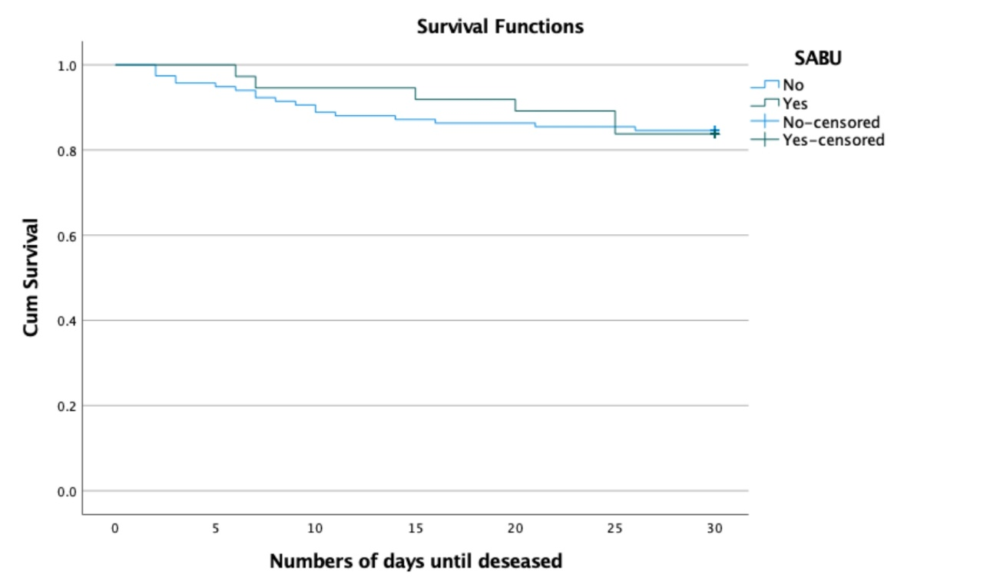 Survival Functions
SABU
No
Yes
No-censored
Yes-censored
Cum Survival
1.0
0.8
0.6
0.4
0.2
0.0
0 5 10 15 20 25 30
Numbers of days until deseased